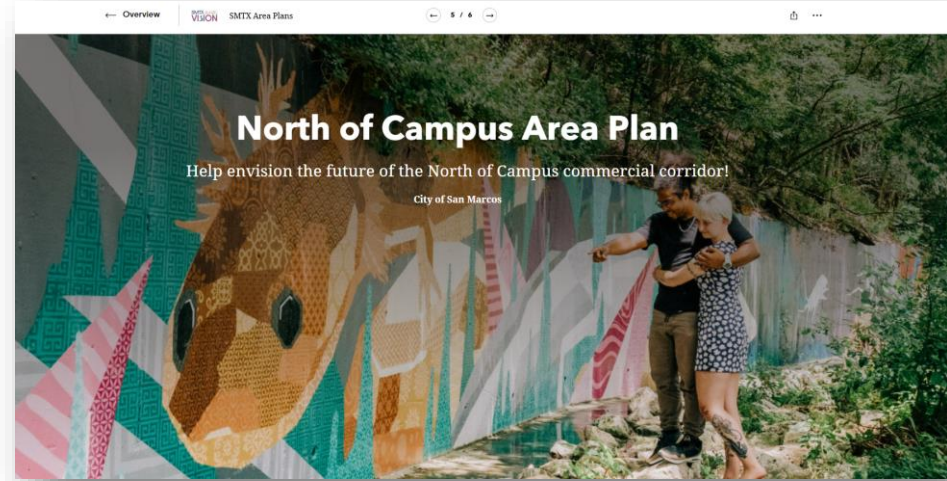 ← Overview
VISION
SMTX Area Plans
← 5 / 6 →
North of Campus Area Plan
Help envision the future of the North of Campus commercial corridor!
City of San Marcos